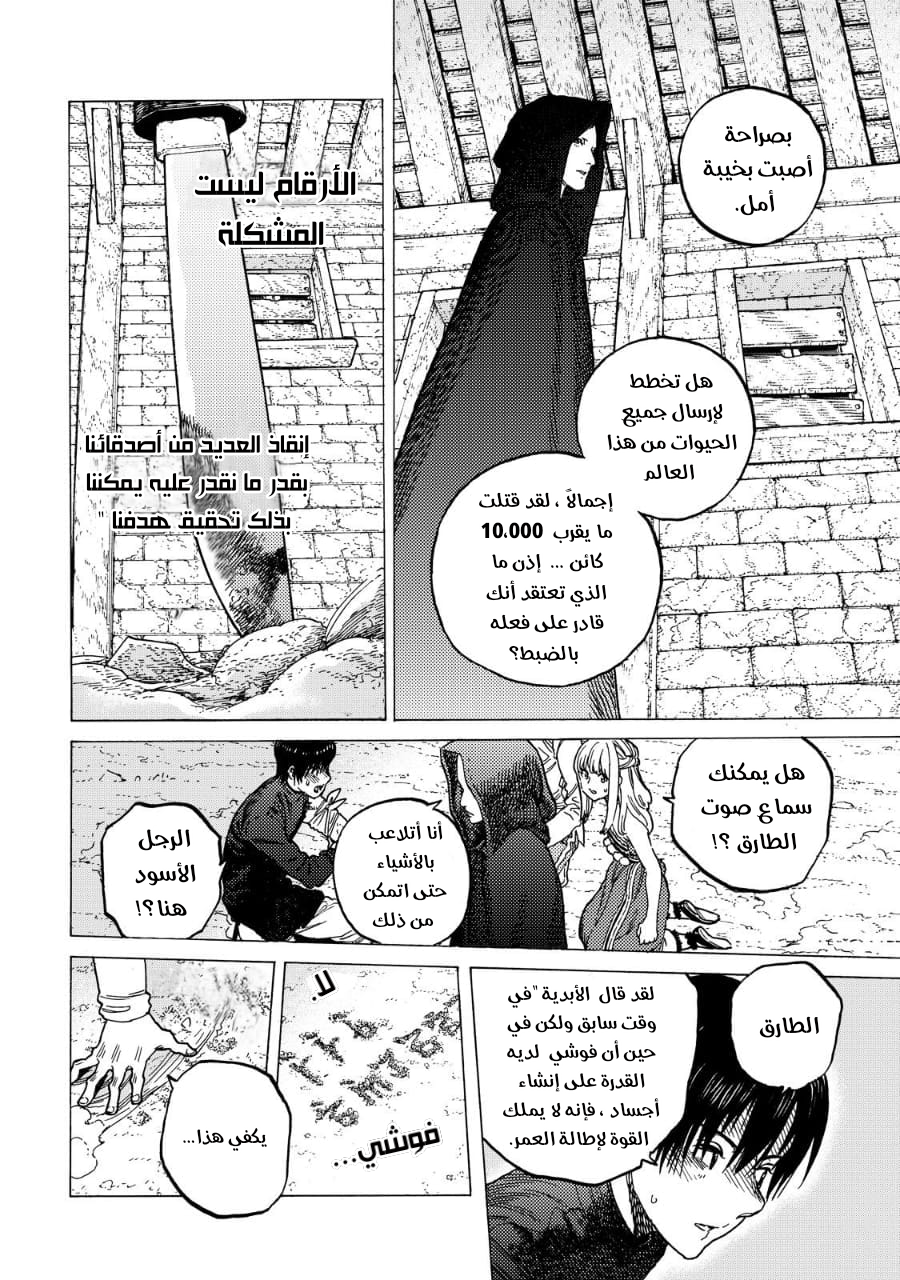 بصراحة
أصبت بخيبة
أمل.
هل تخطط
لإرسال جميع
الحيوات من هذا
العالم
إجمالاً ، لقد قتلت
ما يقرب 10،000
كائن ... إذن ما
الذي تعتقد أنك
قادر على فعله
بالضبط؟
الأرقام ليست
المشكلة
إنقاذ العديد من أصدقائنا
بقدر ما نقدر عليه يمكننا
بذلك تحقيق هدفنا "
هل يمكنك
سماع صوت
الطارق ؟!
أنا أتلاعب
بالأشياء
حتى اتمكن
من ذلك
الرجل
الأسود
هنا؟!
الطارق
لقد قال الأبدية "في
وقت سابق ولكن في
حين أن فوشي لديه
القدرة على إنشاء
أجساد ، فإنه لا يملك
القوة لإطالة العمر.
لا.
فوشي...
يكفي هذا...